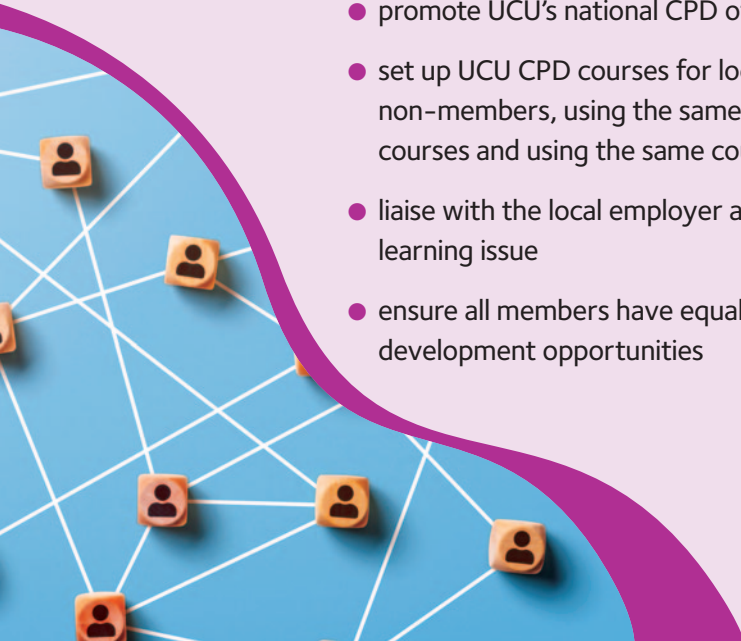 ● promote UCU's national CPD
● set up UCU CPD courses for
non-members, using the same
courses and using the same
● liaise with the local employer
learning issue
● ensure all members have equal
development opportunities